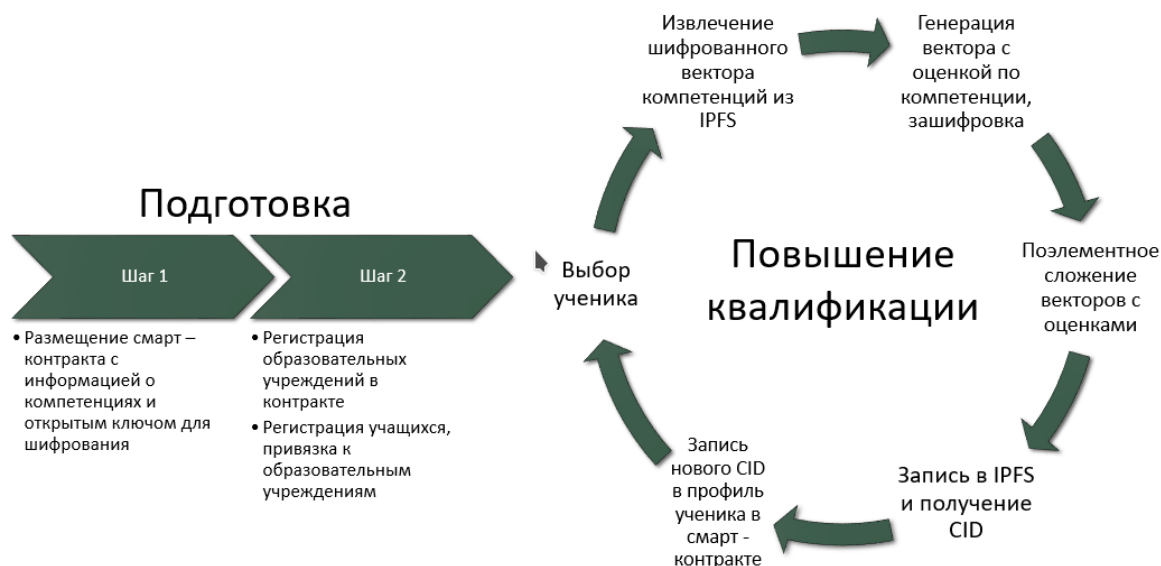 Подготовка
Шаг 1
Шаг 2
• Размещение смарт –
контракта с
информацией о
компетенциях и
открытым ключом для
шифрования
• Регистрация
образовательных
учреждений в
контракте
• Регистрация учащихся,
привязка к
образовательным
учреждениям
Повышение
квалификации
Выбор
ученика
Извлечение
шифрованного
вектора
компетенций из
IPFS
Генерация
вектора с
оценкой по
компетенции,
зашифровка
Поэлементное
сложение
векторов с
оценками
Запись в IPFS
и получение
CID
Запись
нового CID
в профиль
ученика в
смарт -
контракте